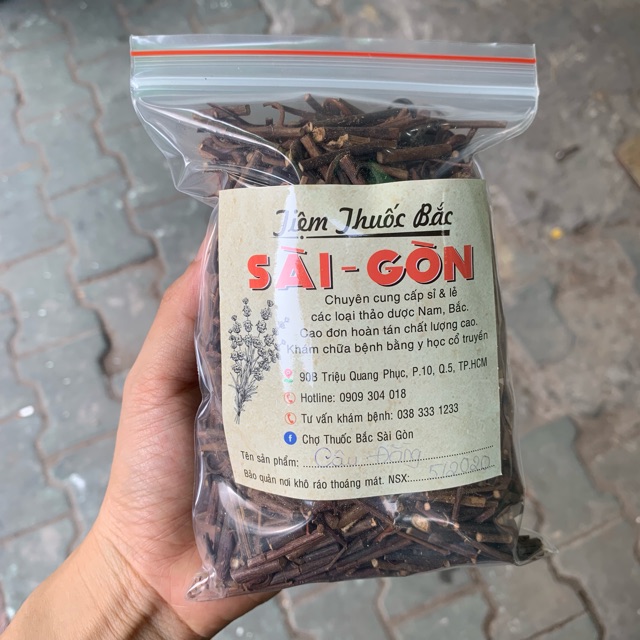 Tiệm Thuốc Bắc
SÀI-GÒN
Chuyên cung cấp sỉ & lẻ
các loại thảo dược Nam, Bắc.
Cao đơn hoàn tán chất lượng cao.
Khám chữa bệnh bằng y học cổ truyền
90B Triệu Quang Phục, P.10, Q.5, TP.HCM
Hotline: 0909 304 018
Tư vấn khám bệnh: 038 333 1233
Chợ Thuốc Bắc Sài Gòn
Tên sản phẩm: Đằng
Bảo quản nơi khô ráo thoáng mát. NSX: 5/2020